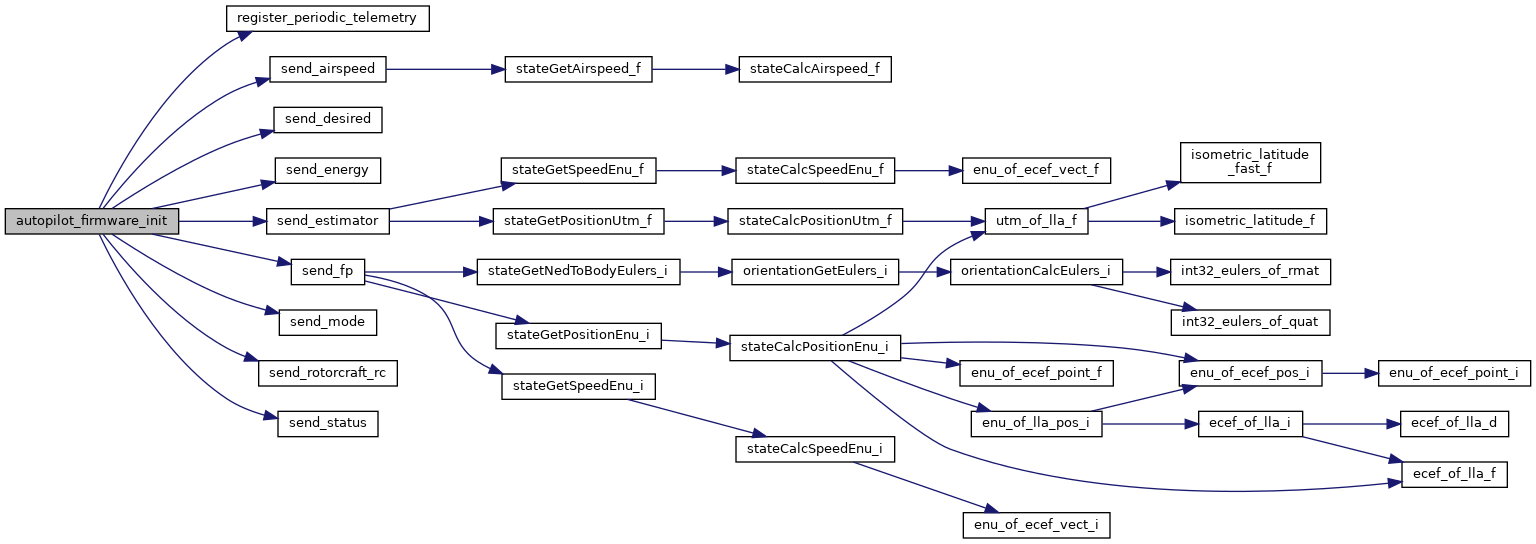 autopilot_firmware_init
register_periodic_telemetry
send_airspeed
stateGetAirspeed_f
stateCalcAirspeed_f
send_desired
send_energy
send_estimator
stateGetSpeedEnu_f
stateCalcSpeedEnu_f
enu_of_ecef_vect_f
stateGetPositionUtm_f
stateCalcPositionUtm_f
utm_of_lla_f
isometric_latitude
_fast_f
isometric_latitude_f
send_fp
stateGetNedToBodyEulers_i
orientationGetEulers_i
orientationCalcEulers_i
int32_eulers_of_rmat
int32_eulers_of_quat
stateGetPositionEnu_i
stateCalcPositionEnu_i
enu_of_ecef_point_f
enu_of_ecef_pos_i
enu_of_ecef_point_i
enu_of_lla_pos_i
ecef_of_lla_i
ecef_of_lla_d
ecef_of_lla_f
stateGetSpeedEnu_i
stateCalcSpeedEnu_i
enu_of_ecef_vect_i
send_mode
send_rotorcraft_rc
send_status